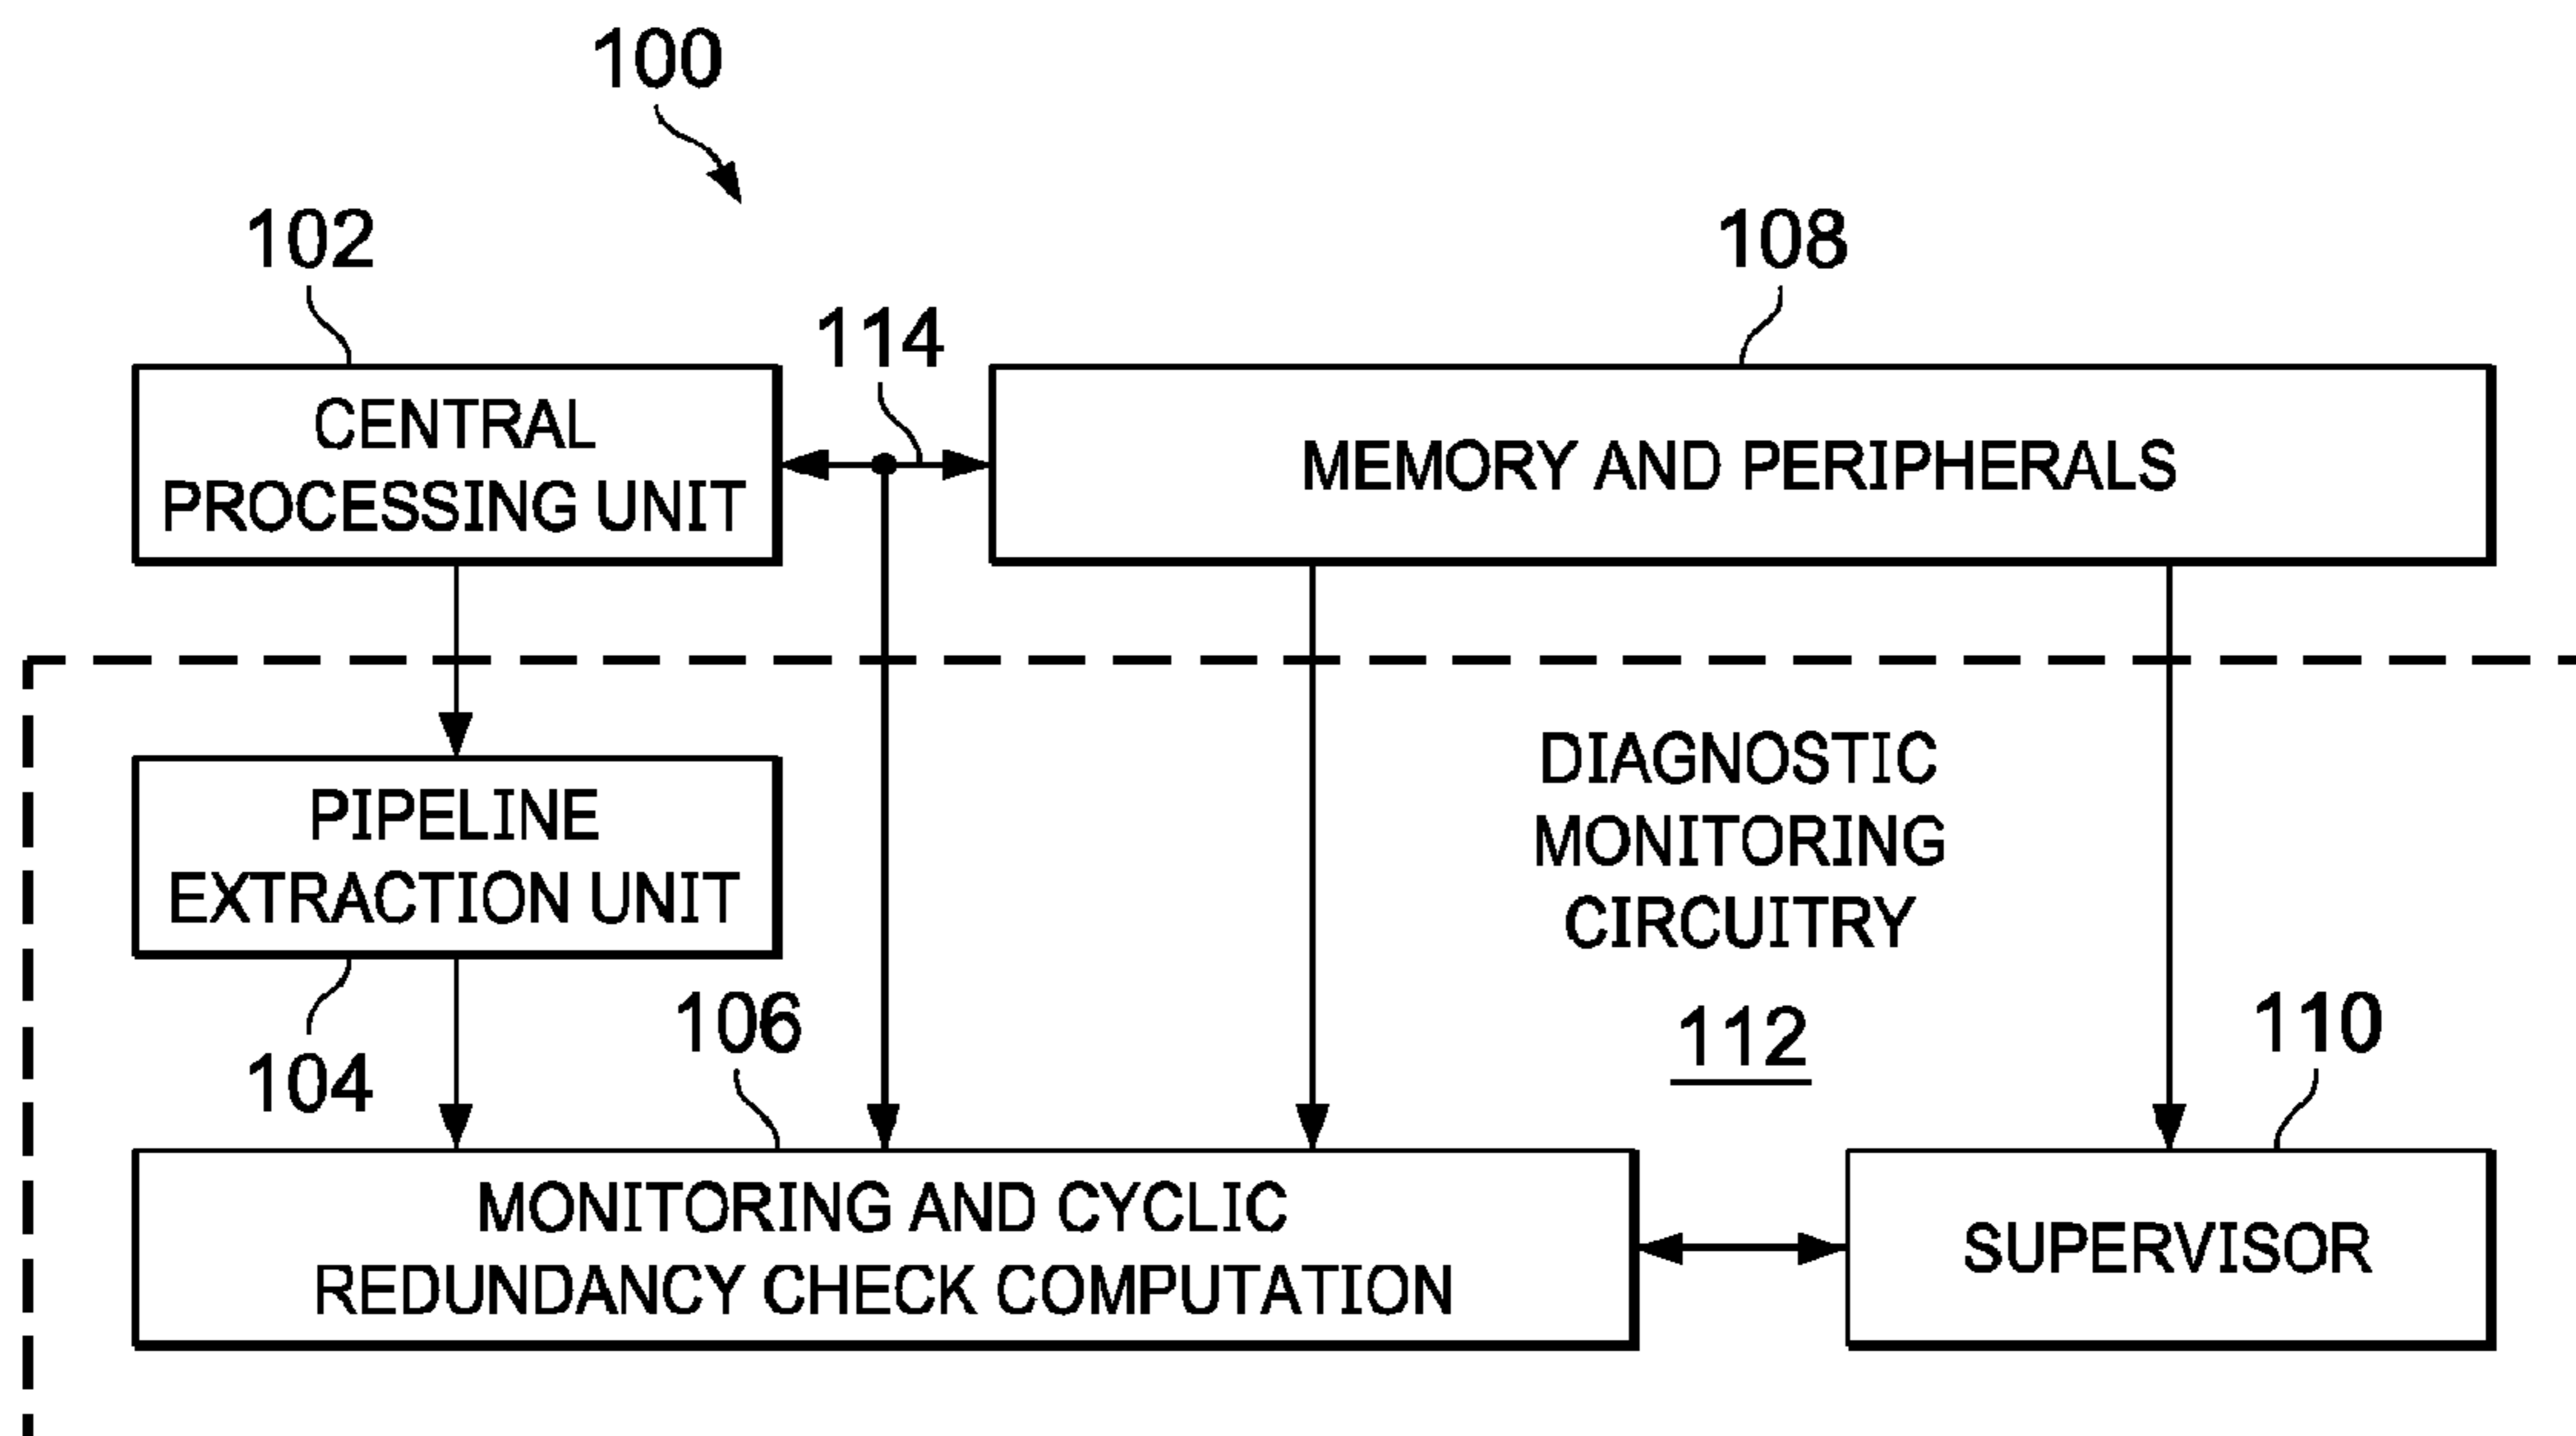 100
102
108
114
CENTRAL
PROCESSING UNIT
MEMORY AND PERIPHERALS
PIPELINE
EXTRACTION UNIT
DIAGNOSTIC
MONITORING
CIRCUITRY
112
104
106
110
MONITORING AND CYCLIC
REDUNDANCY CHECK COMPUTATION
SUPERVISOR